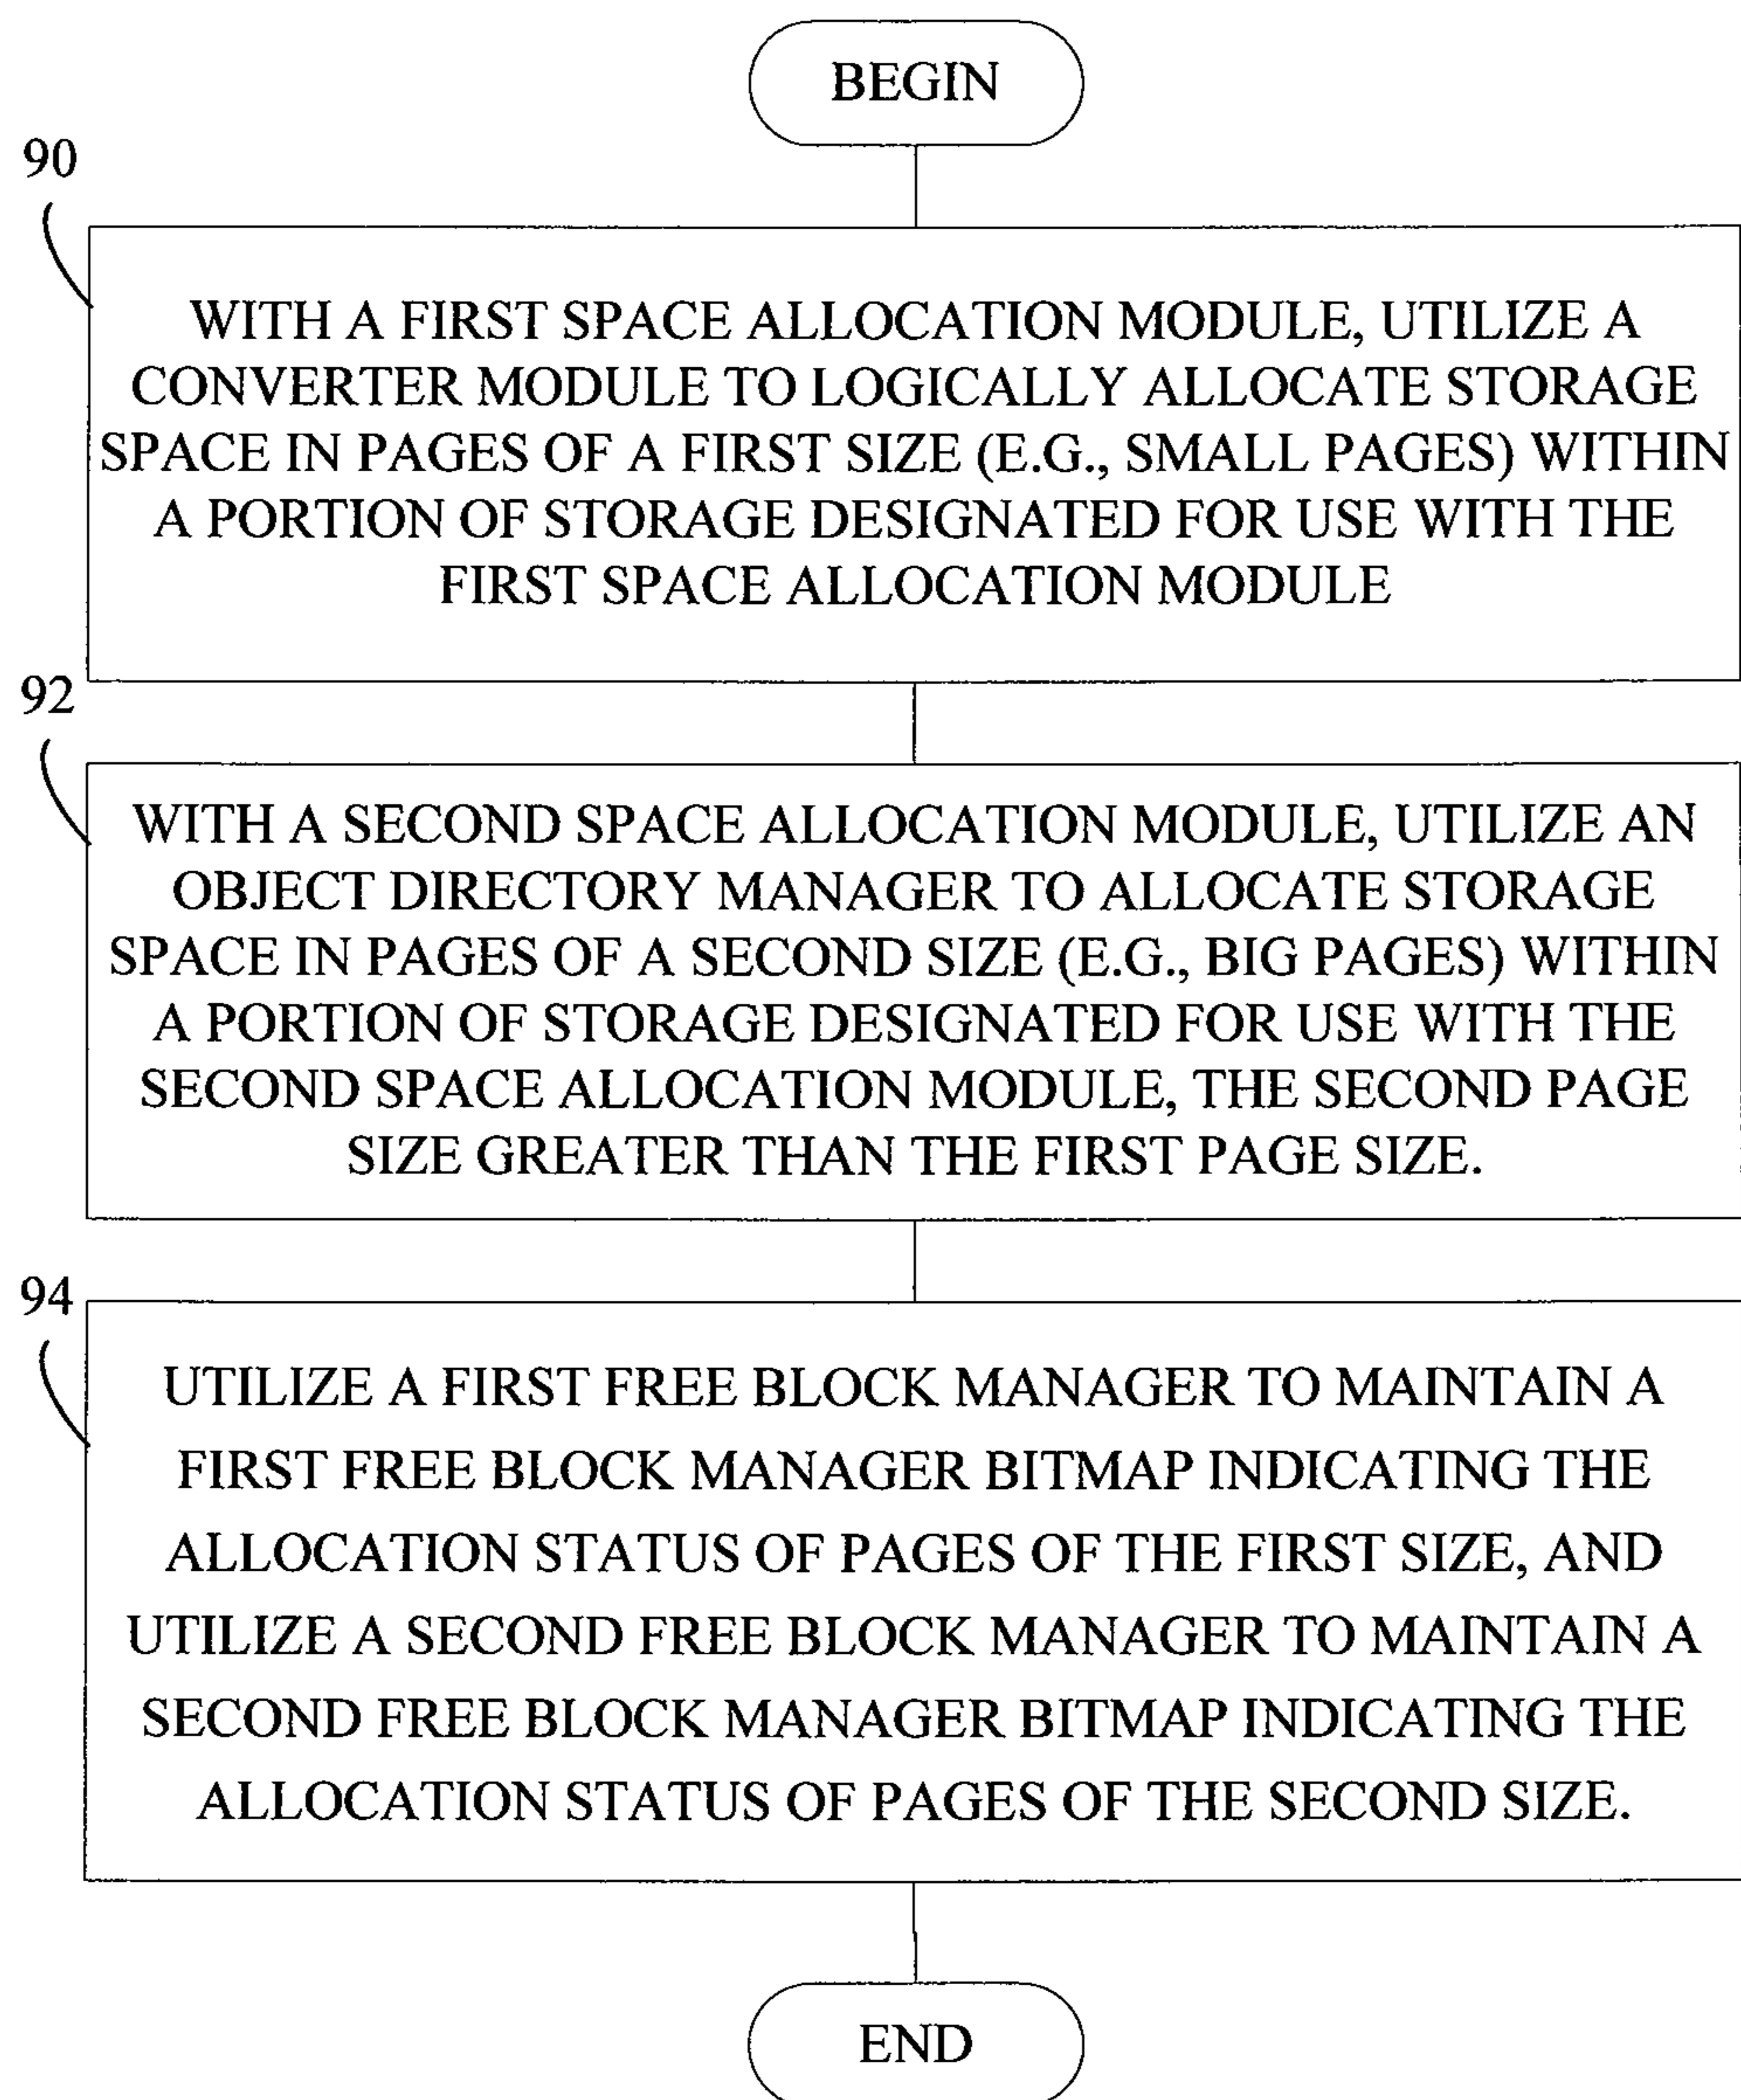 BEGIN
90
WITH A FIRST SPACE ALLOCATION MODULE, UTILIZE A
CONVERTER MODULE TO LOGICALLY ALLOCATE STORAGE
SPACE IN PAGES OF A FIRST SIZE (E.G., SMALL PAGES) WITHIN
A PORTION OF STORAGE DESIGNATED FOR USE WITH THE
FIRST SPACE ALLOCATION MODULE
92
WITH A SECOND SPACE ALLOCATION MODULE, UTILIZE AN
OBJECT DIRECTORY MANAGER TO ALLOCATE STORAGE
SPACE IN PAGES OF A SECOND SIZE (E.G., BIG PAGES) WITHIN
A PORTION OF STORAGE DESIGNATED FOR USE WITH THE
SECOND SPACE ALLOCATION MODULE, THE SECOND PAGE
SIZE GREATER THAN THE FIRST PAGE SIZE.
94
UTILIZE A FIRST FREE BLOCK MANAGER TO MAINTAIN A
FIRST FREE BLOCK MANAGER BITMAP INDICATING THE
ALLOCATION STATUS OF PAGES OF THE FIRST SIZE, AND
UTILIZE A SECOND FREE BLOCK MANAGER TO MAINTAIN A
SECOND FREE BLOCK MANAGER BITMAP INDICATING THE
ALLOCATION STATUS OF PAGES OF THE SECOND SIZE.
END